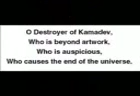 O Destroyer of Kamadev,
Who is beyond artwork,
Who is auspicious,
Who causes the end of the universe.